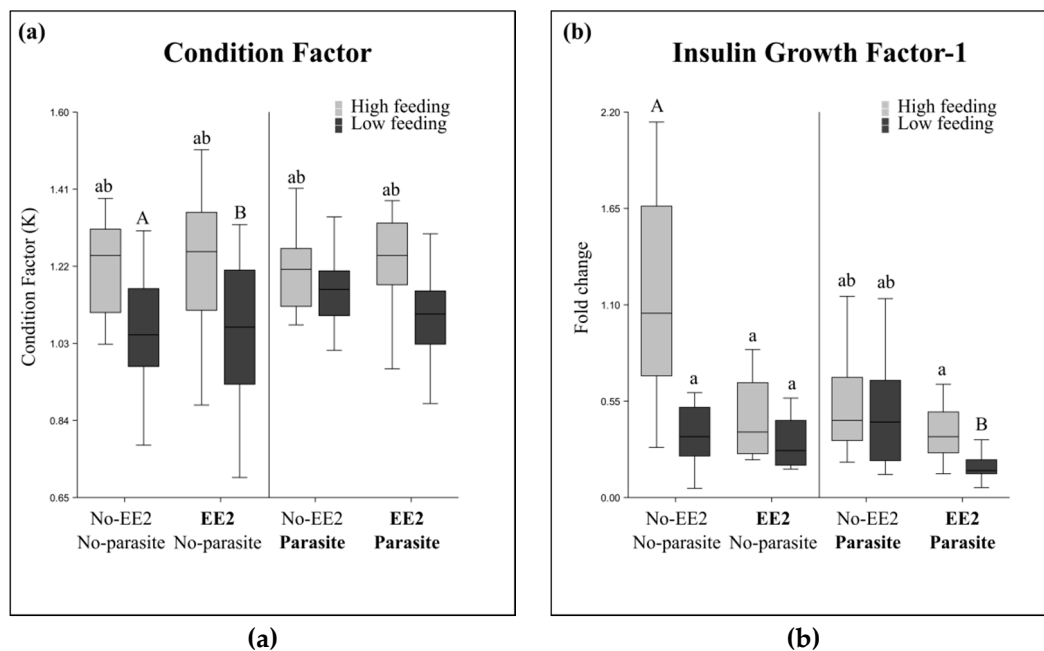 (a)
Condition Factor
High feeding
Low feeding
Condition Factor (K)
1.60
1.41
1.22
1.03
0.84
0.65
ab
A
ab
B
ab
ab
No-EE2
No-parasite
EE2
No-parasite
No-EE2
Parasite
EE2
Parasite
(a)
(b)
Insulin Growth Factor-1
High feeding
Low feeding
Fold change
2.20
1.65
1.10
0.55
0.00
A
a
a
a
ab
ab
a
B
No-EE2
No-parasite
EE2
No-parasite
No-EE2
Parasite
EE2
Parasite
(b)